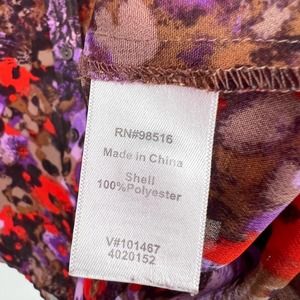 RN#98516
Made in China
Shell
100%Polyester
V#101467
4020152